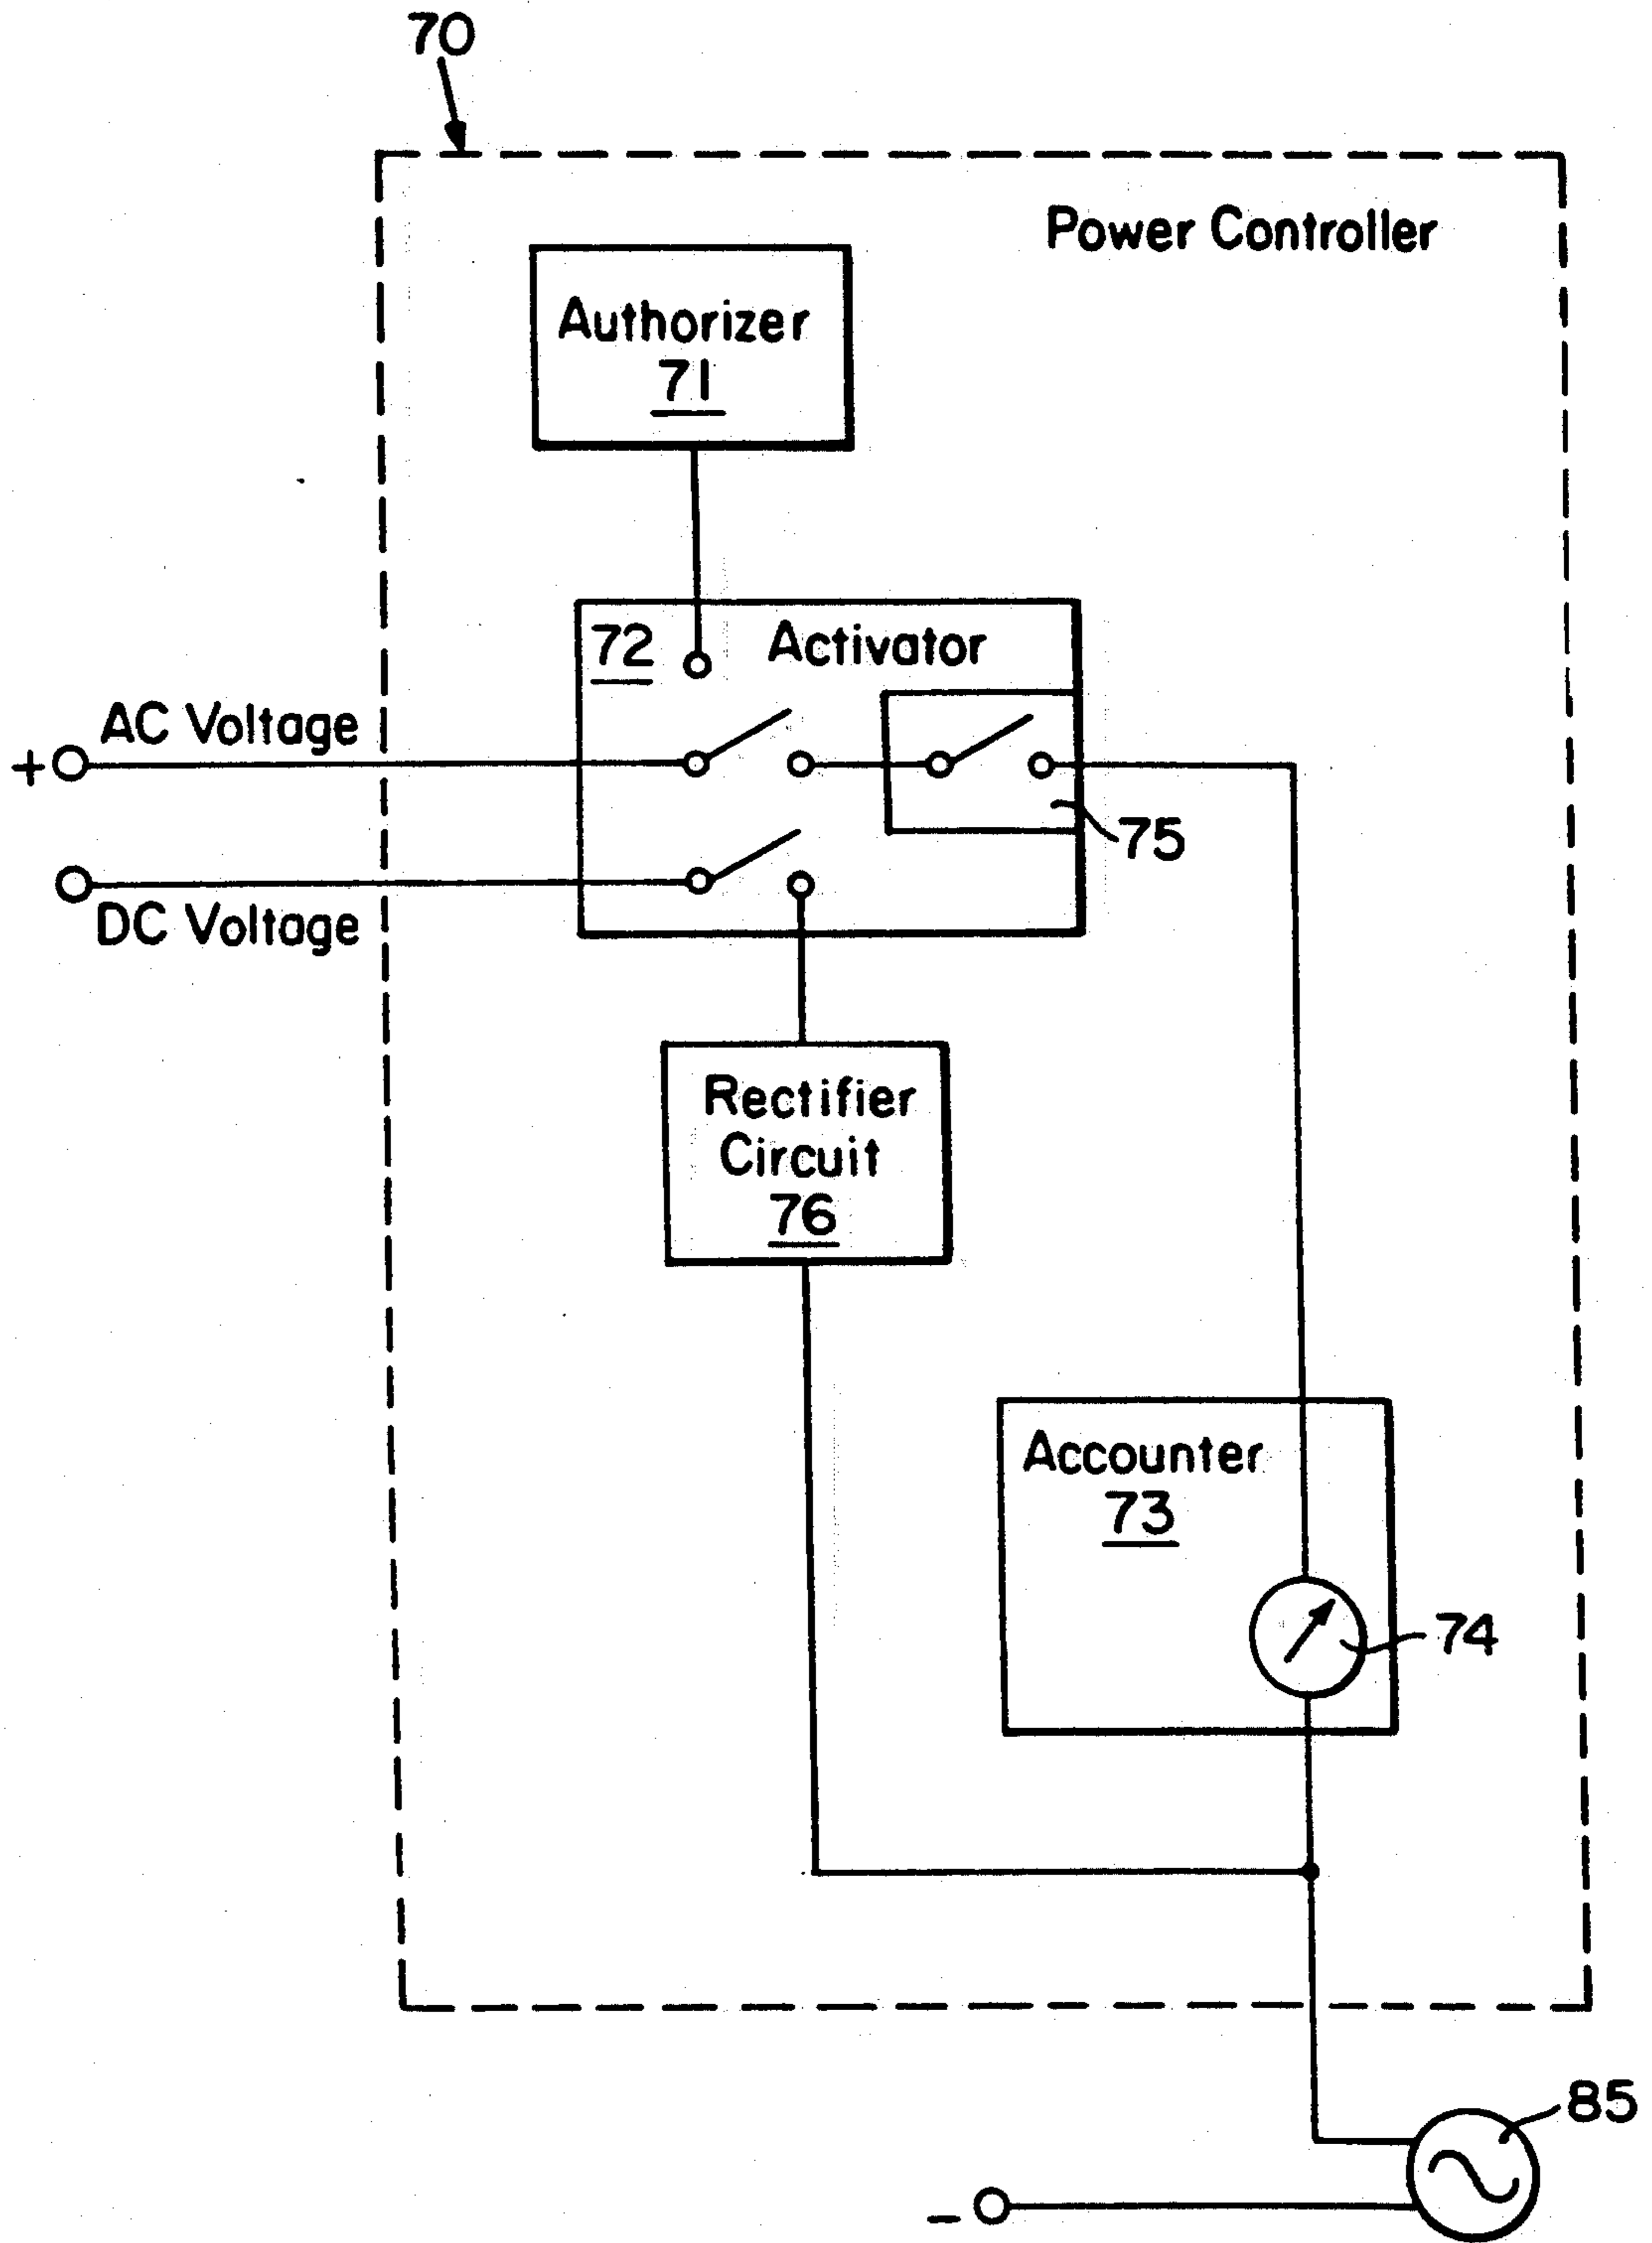 70
Power Controller
Authorizer
71
72 Activator
AC Voltage
+
75
DC Voltage
Rectifier
Circuit
76
Accounter
73
74
85
-